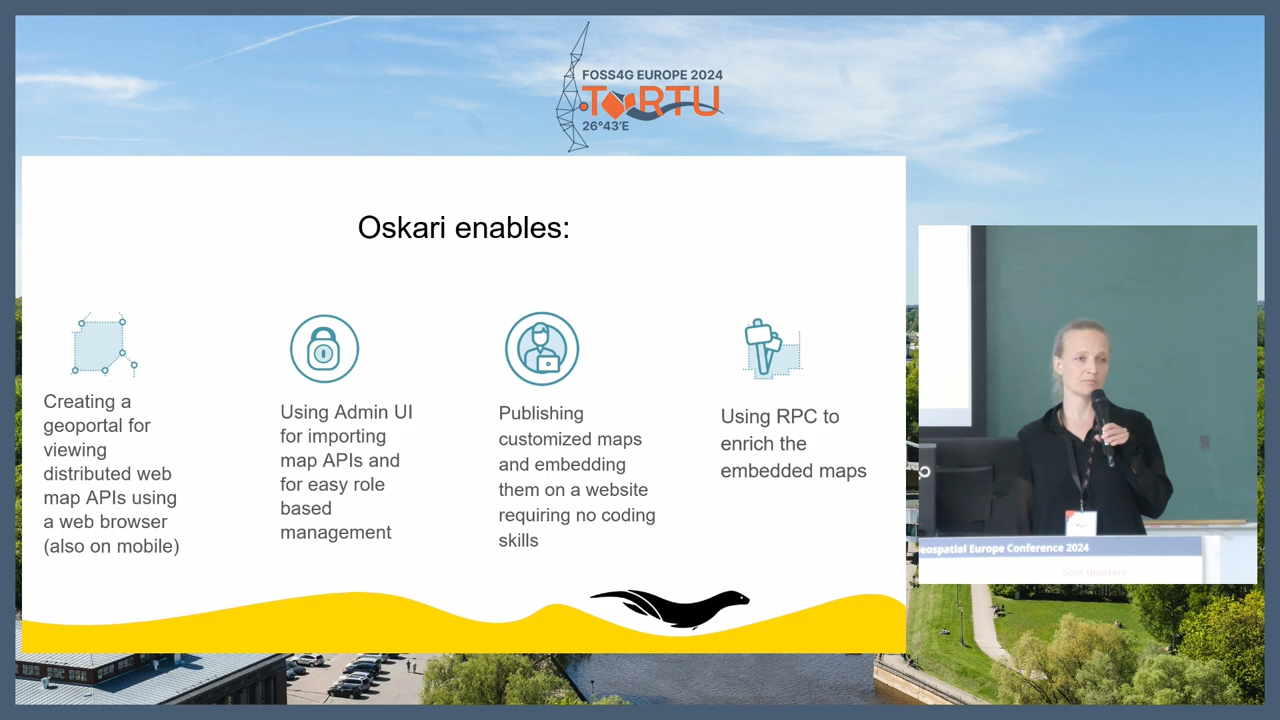 FOSS4G EUROPE 2024
TARTU
26°43'E
Oskari enables:
Creating a
geoportal for
viewing
distributed web
map APIs using
a web browser
(also on mobile)
Using Admin UI
for importing
map APIs and
for easy role
based
management
Publishing
customized maps
and embedding
them on a website
requiring no coding
skills
Using RPC to
enrich the
embedded maps
eospatial Europe Conference 2024
Gold sponsors